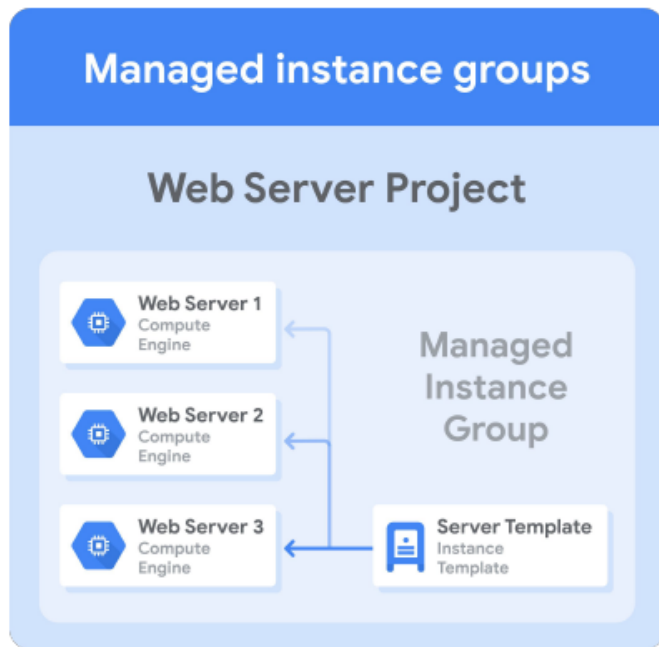 Managed instance groups
Web Server Project
Web Server 1
Compute
Engine
Managed
Instance
Group
Web Server 2
Compute
Engine
Web Server 3
Compute
Engine
Server Template
Instance
Template